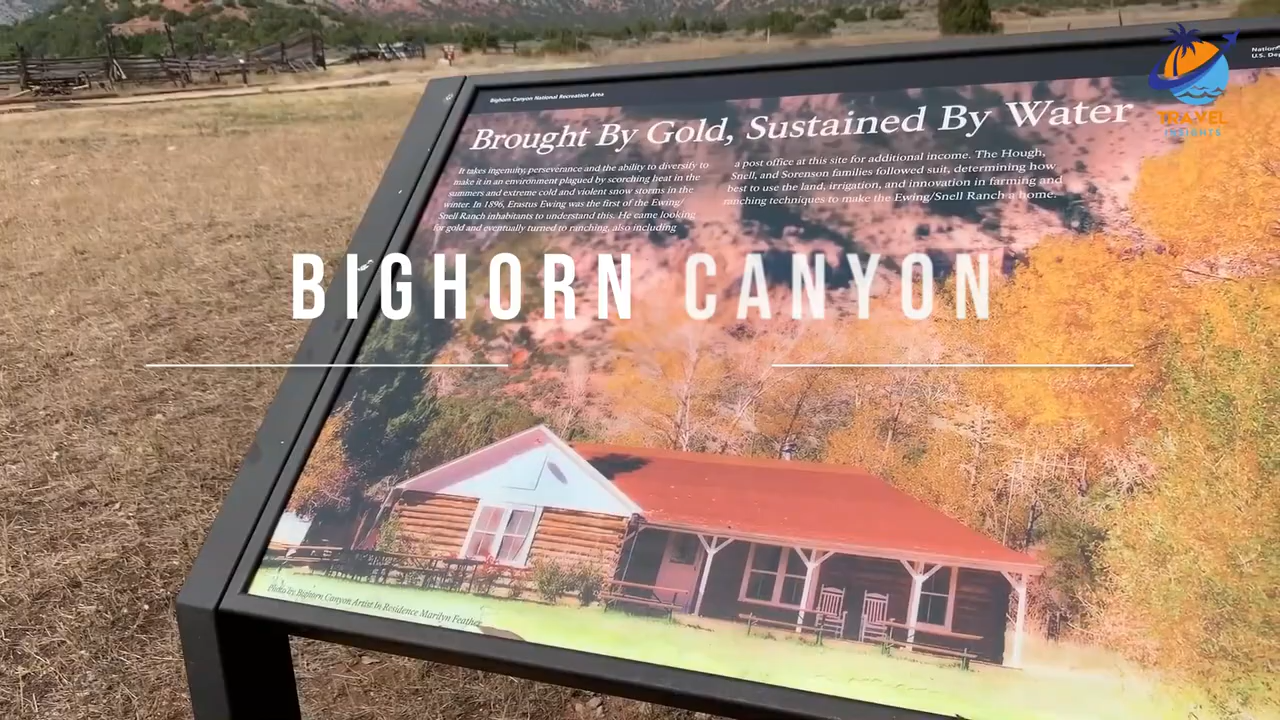 Bighorn Canyon National Recreation Area
Nation
U.S. Dep
Brought By Gold, Sustained By Water
It takes ingenuity, perseverance and the ability to diversify to
make it in an environment plagued by scorching heat in the
summers and extreme cold and violent snow storms in the
winter. In 1896, Erastus Ewing was the first of the Ewing/
Snell Ranch inhabitants to understand this. He came looking
for gold and eventually turned to ranching, also including
a post office at this site for additional income. The Hough,
Snell, and Sorenson families followed suit, determining how
best to use the land, irrigation, and innovation in farming and
ranching techniques to make the Ewing/Snell Ranch a home.
TRAVEL
INSIGHTS
BIGHORN CANYON
Photo by Bighorn Canyon Artist In Residence Marilyn Feather